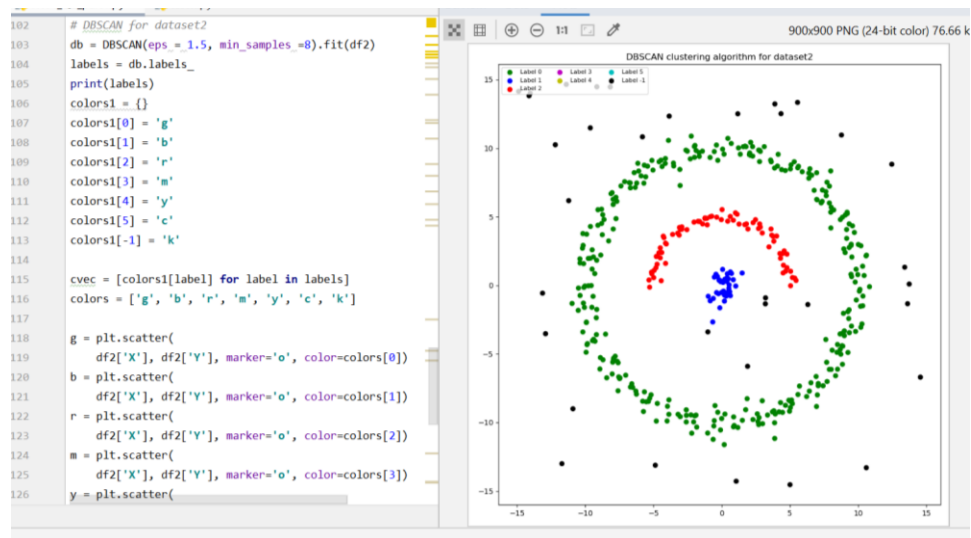 102 # DBSCAN for dataset2
103 db = DBSCAN(eps = 1.5, min_samples =8).fit(df2)
104 labels = db.labels_
105 print(labels)
106 colors1 = {}
107 colors1[0] = 'g'
108 colors1[1] = 'b'
109 colors1[2] = 'r'
110 colors1[3] = 'm'
111 colors1[4] = 'y'
112 colors1[5] = 'c'
113 colors1[-1] = 'k'
114
115 cvec = [colors1[label] for label in labels]
116 colors = ['g', 'b', 'r', 'm', 'y', 'c', 'k']
117
118 g = plt.scatter(
119 df2['X'], df2['Y'], marker='o', color=colors[0])
120 b = plt.scatter(
121 df2['X'], df2['Y'], marker='o', color=colors[1])
122 r = plt.scatter(
123 df2['X'], df2['Y'], marker='o', color=colors[2])
124 m = plt.scatter(
125 df2['X'], df2['Y'], marker='o', color=colors[3])
126 y = plt.scatter(
1:1
900x900 PNG (24-bit color) 76.66 k
DBSCAN clustering algorithm for dataset2
Label 0 Label 3 Label 5
Label 1 Label 4 Label -1
Label 2
15
10
5
0
−5
−10
−15
−15 −10 −5 0 5 10 15